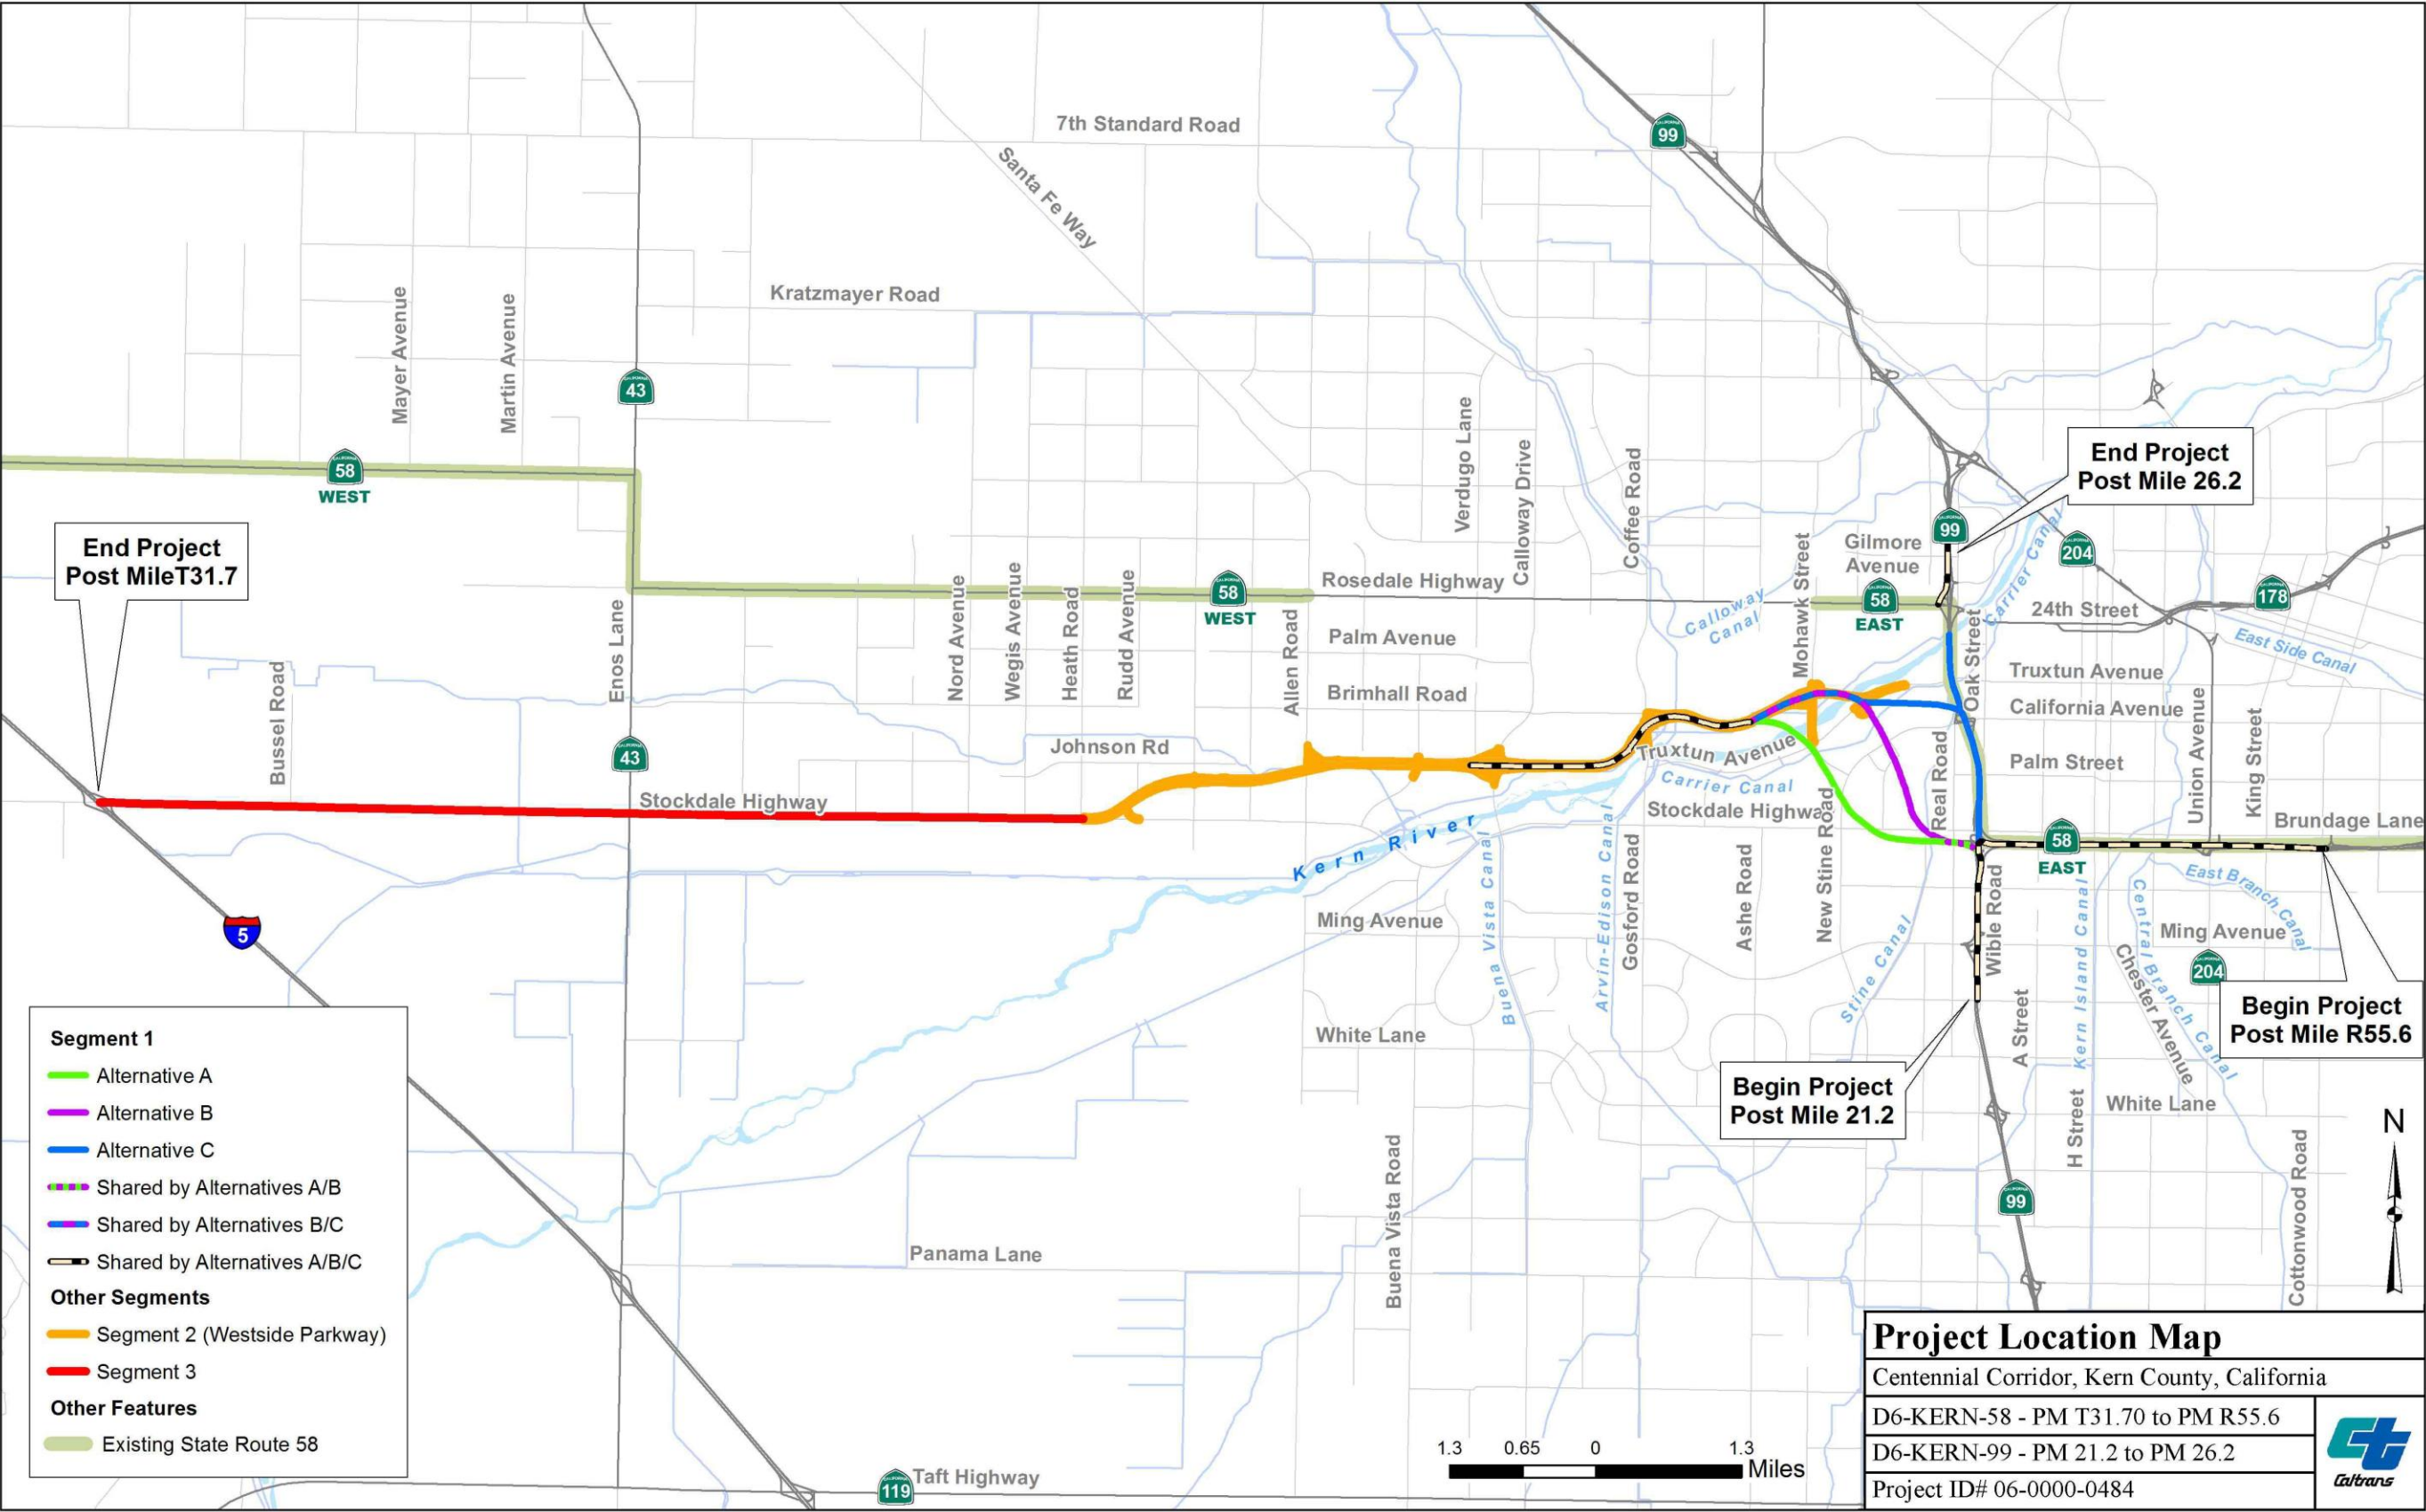 7th Standard Road
Santa Fe Way
99
Kratzmayer Road
Mayer Avenue
Martin Avenue
43
Verdugo Lane
Calloway Drive
Coffee Road
58
WEST
End Project
Post Mile 26.2
99
Gilmore
Avenue
204
Carrier Canal
End Project
Post MileT31.7
Enos Lane
Nord Avenue
Wegis Avenue
Heath Road
Rudd Avenue
58
WEST
Rosedale Highway
Mohawk Street
58
EAST
24th Street
178
East Side Canal
Calloway
Canal
Allen Road
Palm Avenue
Brimhall Road
Oak Street
Truxtun Avenue
California Avenue
Palm Street
Union Avenue
King Street
Bussel Road
43
Johnson Rd
Truxtun Avenue
Carrier Canal
Real Road
Stockdale Highway
Stockdale Highwa
Brundage Lane
58
EAST
Kern River
Buena Vista Canal
Arvin-Edison Canal
Gosford Road
Ashe Road
New Stine Road
Stine Canal
Wible Road
Kern Island Canal
Central Branch Canal
East Branch Canal
Ming Avenue
Ming Avenue
Chester Avenue
204
5
Begin Project
Post Mile R55.6
White Lane
A Street
Begin Project
Post Mile 21.2
White Lane
H Street
Buena Vista Road
Cottonwood Road
99
N
Panama Lane
Segment 1
Alternative A
Alternative B
Alternative C
Shared by Alternatives A/B
Shared by Alternatives B/C
Shared by Alternatives A/B/C
Other Segments
Segment 2 (Westside Parkway)
Segment 3
Other Features
Existing State Route 58
119
Taft Highway
1.3 0.65 0 1.3
Miles
Project Location Map
Centennial Corridor, Kern County, California
D6-KERN-58 - PM T31.70 to PM R55.6
D6-KERN-99 - PM 21.2 to PM 26.2
Project ID# 06-0000-0484
Caltrans